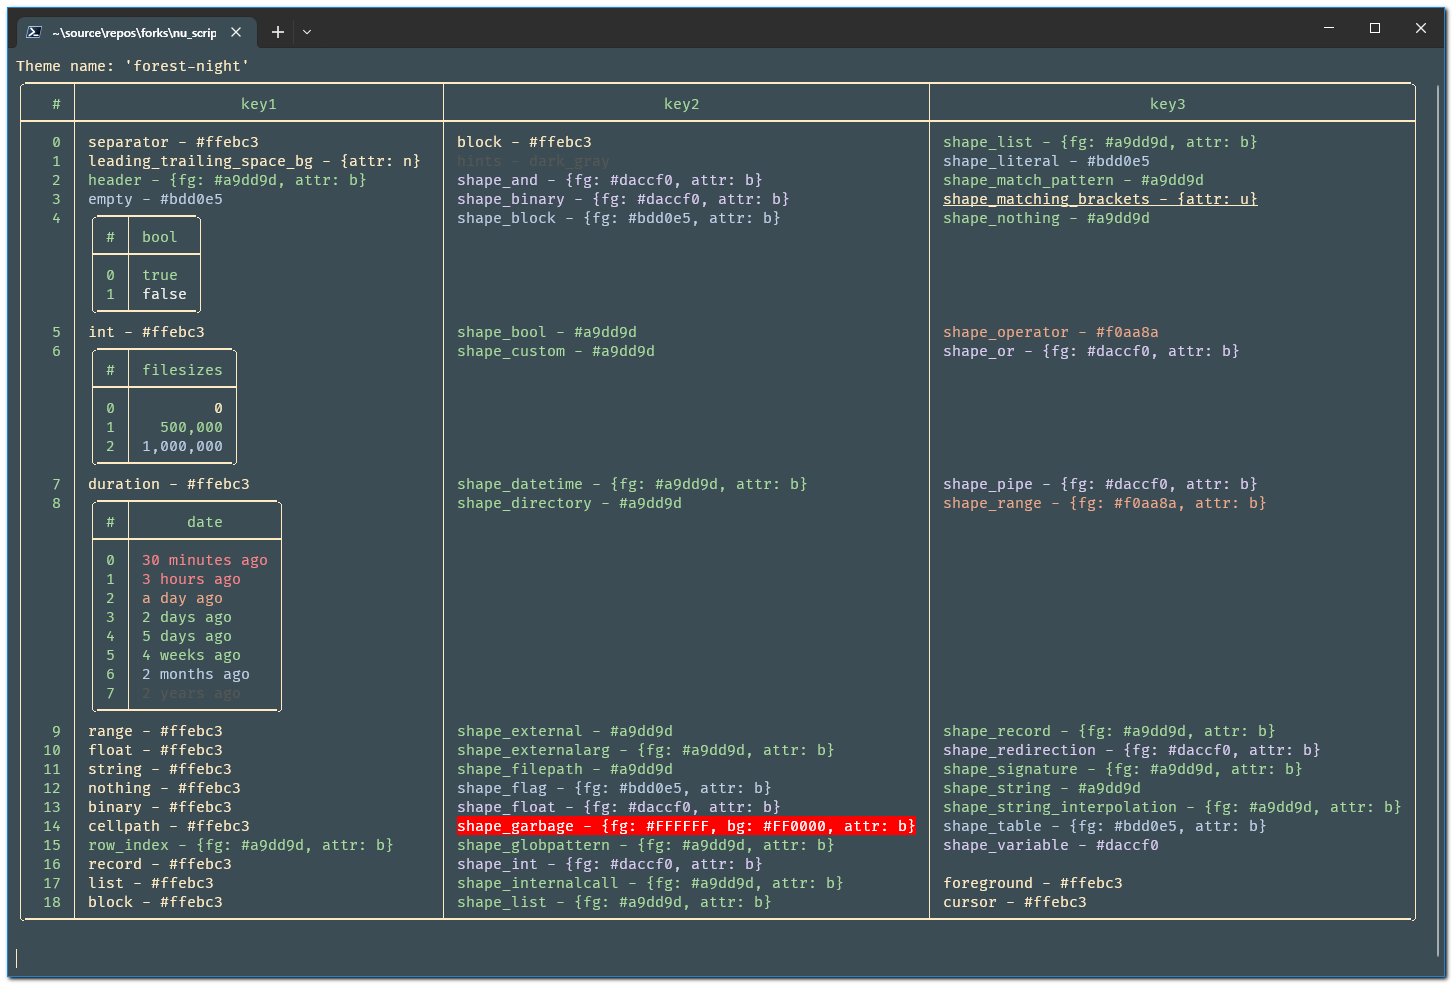 ~\source\repos\forks\nu_scrip
Theme name: 'forest-night'
# key1 key2 key3
0 separator - #ffebc3 block - #ffebc3 shape_list - {fg: #a9dd9d, attr: b}
1 leading_trailing_space_bg - {attr: n} hints - dark_gray shape_literal - #bdd0e5
2 header - {fg: #a9dd9d, attr: b} shape_and - {fg: #daccf0, attr: b} shape_match_pattern - #a9dd9d
3 empty - #bdd0e5 shape_binary - {fg: #daccf0, attr: b} shape_matching_brackets - {attr: u}
4 shape_block - {fg: #bdd0e5, attr: b} shape_nothing - #a9dd9d
# bool
0 true
1 false
5 int - #ffebc3 shape_bool - #a9dd9d shape_operator - #f0aa8a
6 shape_custom - #a9dd9d shape_or - {fg: #daccf0, attr: b}
# filesizes
0 0
1 500,000
2 1,000,000
7 duration - #ffebc3 shape_datetime - {fg: #a9dd9d, attr: b} shape_pipe - {fg: #daccf0, attr: b}
8 shape_directory - #a9dd9d shape_range - {fg: #f0aa8a, attr: b}
# date
0 30 minutes ago
1 3 hours ago
2 a day ago
3 2 days ago
4 5 days ago
5 4 weeks ago
6 2 months ago
7 2 years ago
9 range - #ffebc3 shape_external - #a9dd9d shape_record - {fg: #a9dd9d, attr: b}
10 float - #ffebc3 shape_externalarg - {fg: #a9dd9d, attr: b} shape_redirection - {fg: #daccf0, attr: b}
11 string - #ffebc3 shape_filepath - #a9dd9d shape_signature - {fg: #a9dd9d, attr: b}
12 nothing - #ffebc3 shape_flag - {fg: #bdd0e5, attr: b} shape_string - #a9dd9d
13 binary - #ffebc3 shape_float - {fg: #daccf0, attr: b} shape_string_interpolation - {fg: #a9dd9d, attr: b}
14 cellpath - #ffebc3 shape_garbage - {fg: #FFFFFF, bg: #FF0000, attr: b} shape_table - {fg: #bdd0e5, attr: b}
15 row_index - {fg: #a9dd9d, attr: b} shape_globpattern - {fg: #a9dd9d, attr: b} shape_variable - #daccf0
16 record - #ffebc3 shape_int - {fg: #daccf0, attr: b}
17 list - #ffebc3 shape_internalcall - {fg: #a9dd9d, attr: b} foreground - #ffebc3
18 block - #ffebc3 shape_list - {fg: #a9dd9d, attr: b} cursor - #ffebc3